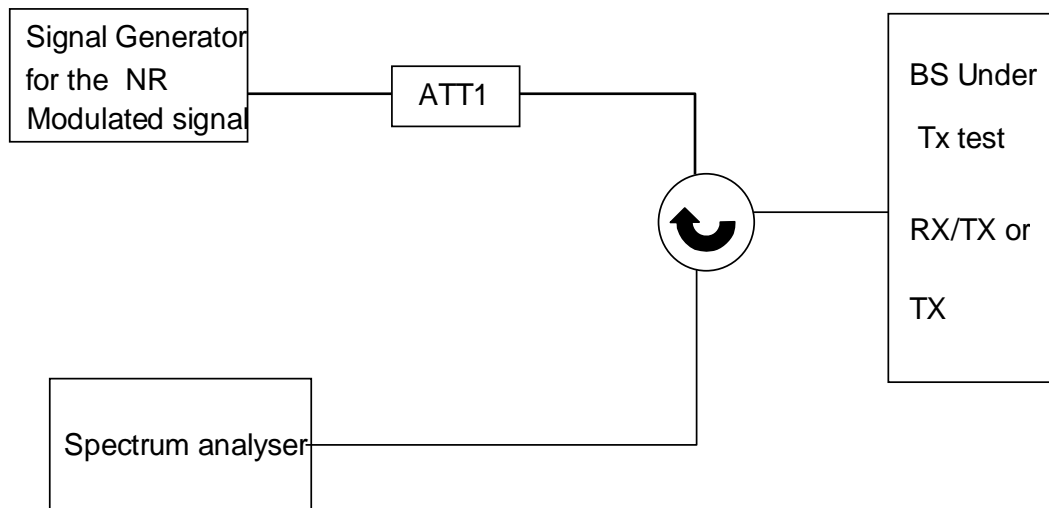 Signal Generator
for the NR
Modulated signal
ATT1
BS Under
Tx test
RX/TX or
TX
Spectrum analyser